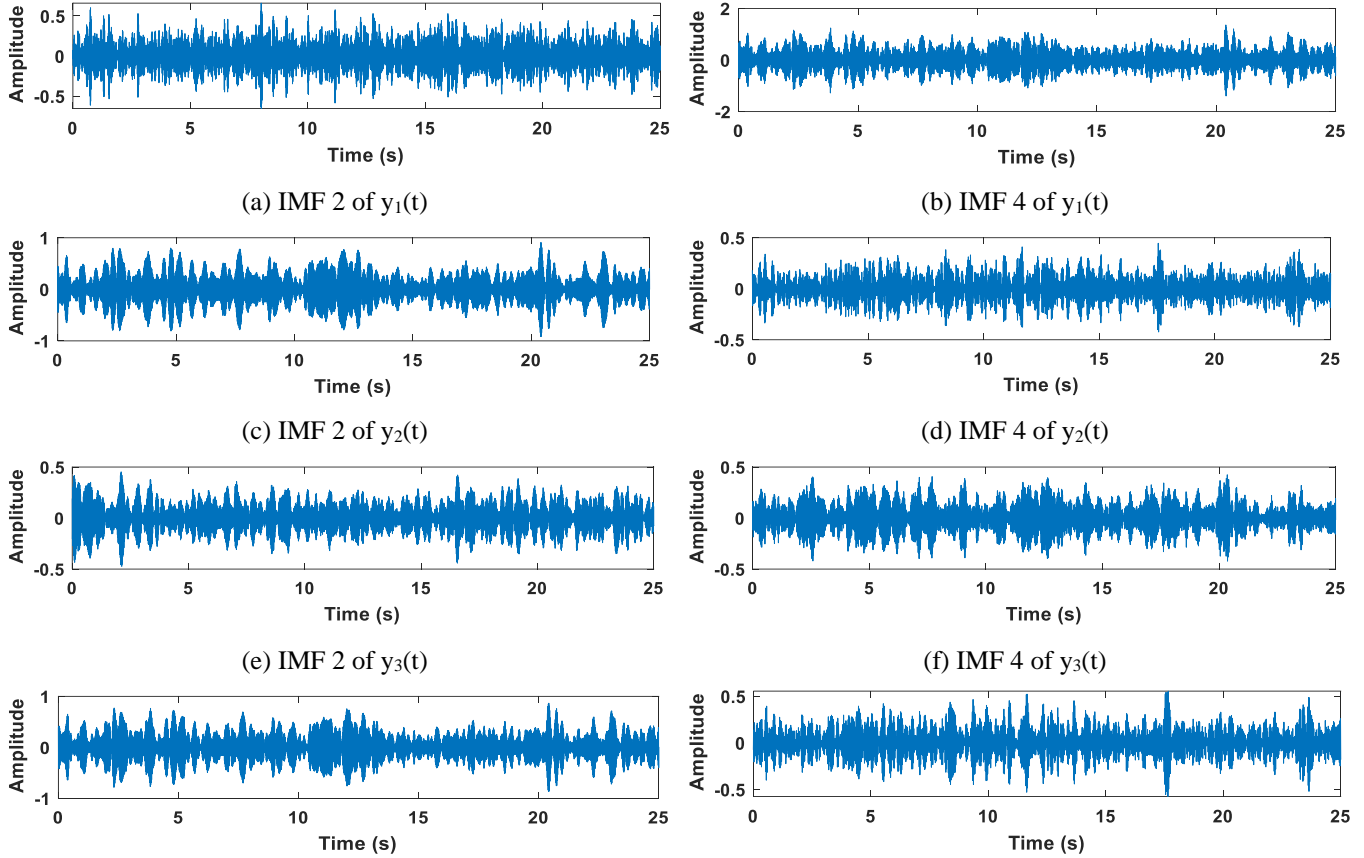 Amplitude
0.5
0
-0.5
0 5 10 15 20 25
Time (s)
(a) IMF 2 of y₁(t)
Amplitude
2
0
-2
0 5 10 15 20 25
Time (s)
(b) IMF 4 of y₁(t)
Amplitude
1
0
-1
0 5 10 15 20 25
Time (s)
(c) IMF 2 of y₂(t)
Amplitude
0.5
0
-0.5
0 5 10 15 20 25
Time (s)
(d) IMF 4 of y₂(t)
Amplitude
0.5
0
-0.5
0 5 10 15 20 25
Time (s)
(e) IMF 2 of y₃(t)
Amplitude
0.5
0
-0.5
0 5 10 15 20 25
Time (s)
(f) IMF 4 of y₃(t)
Amplitude
1
0
-1
0 5 10 15 20 25
Time (s)
Amplitude
0.5
0
-0.5
0 5 10 15 20 25
Time (s)